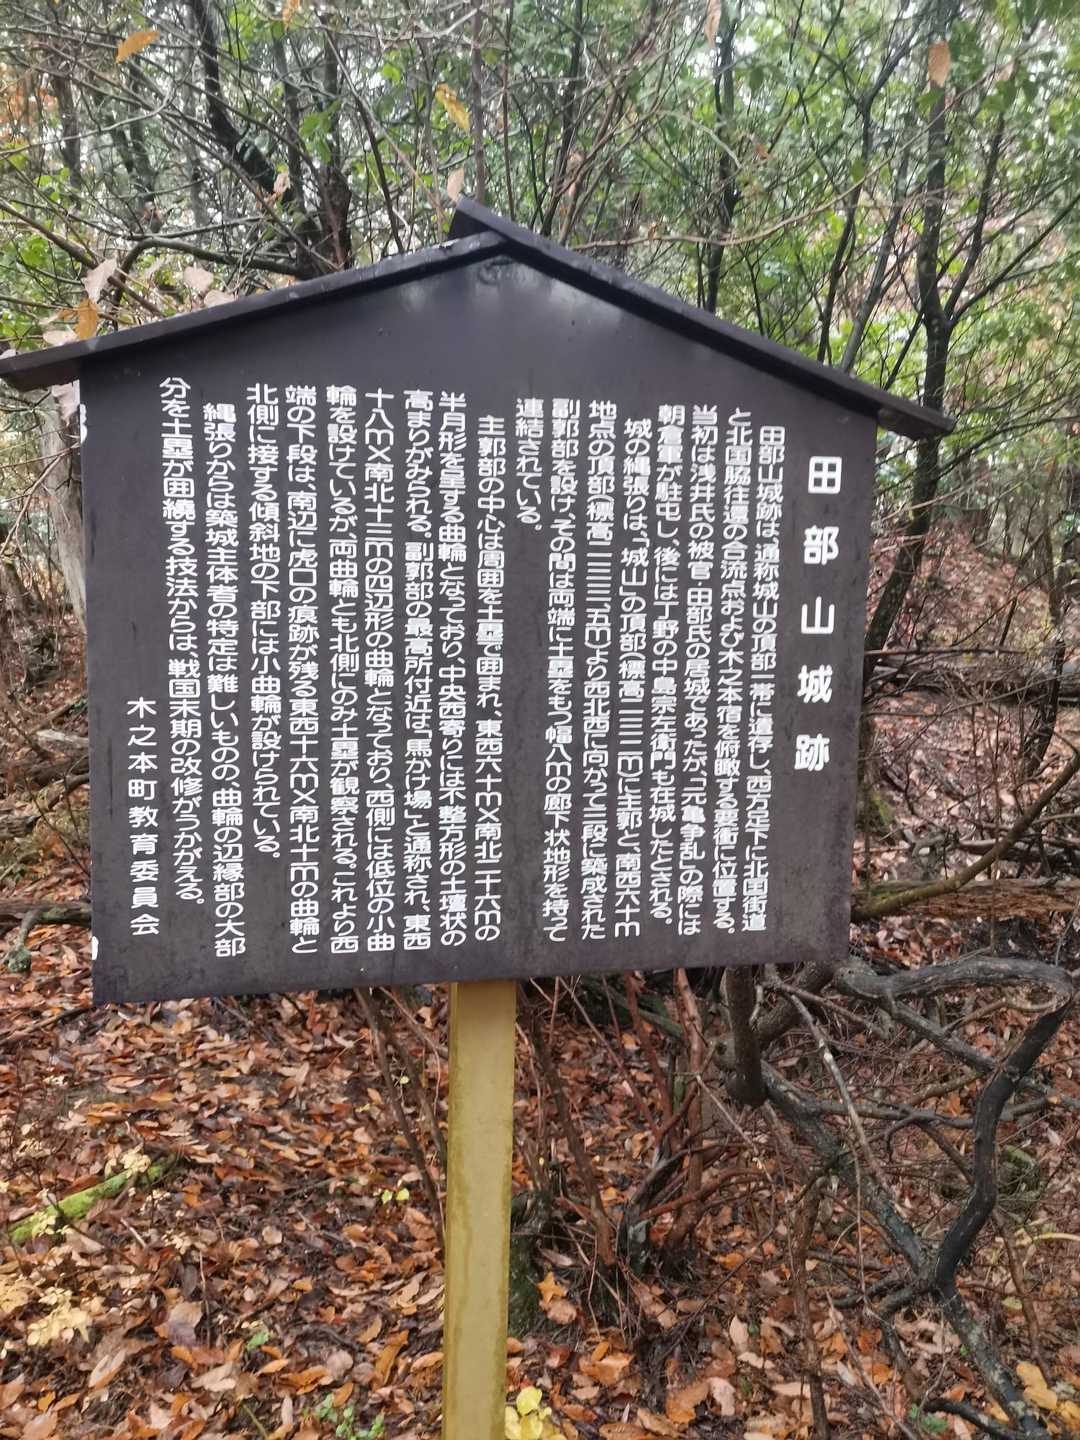 田部山城跡
田部山城跡は、通称城山の頂部一帯に遺存し、西方足下に北国街道
と北国脇往還の合流点および木之本宿を俯瞰する要衝に位置する。
当初は浅井氏の被官・田部氏の居城であったが、「元亀争乱」の際には
朝倉軍が駐屯し、後には丁野の中島宗左衛門も在城したとされる。
城の縄張りは、「城山」の頂部(標高二三三m)に主郭と、南西六十m
地点の頂部(標高二三三.五m)より西北西に向かって二段に築成された
副郭部を設け、その間は両端に土塁をもつ幅八mの廊下状地形を持って
連結されている。
主郭部の中心は周囲を土塁で囲まれ、東西六十m×南北二十六mの
半月形を呈する曲輪となっており、中央西寄りには不整方形の土壇状の
高まりがみられる。副郭部の最高所付近は「馬かけ場」と通称され、東西
十八m×南北十三mの四辺形の曲輪となっており、西側には低位の小曲
輪を設けているが、両曲輪とも北側にのみ土塁が観察される。これより西
端の下段は、南辺に虎口の痕跡が残る東西十六m×南北十mの曲輪と
北側に接する傾斜地の下部には小曲輪が設けられている。
縄張りからは築城主体者の特定は難しいものの、曲輪の辺縁部の大部
分を土塁が囲繞する技法からは、戦国末期の改修がうかがえる。
木之本町教育委員会